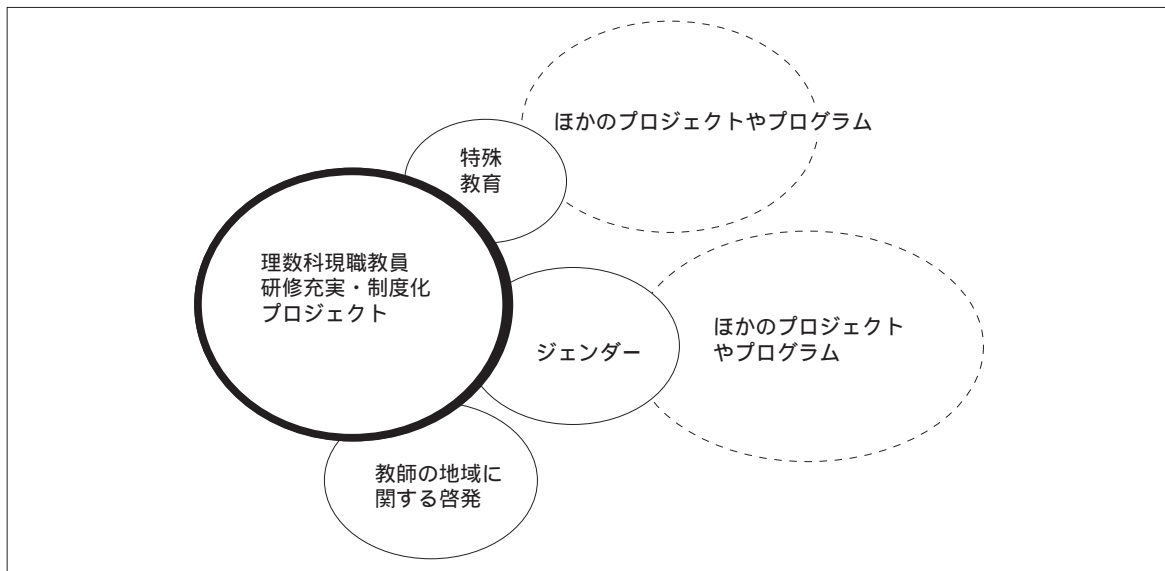 ほかのプロジェクトやプログラム
特殊
教育
理数科現職教員
研修充実・制度化
プロジェクト
ほかのプロジェクト
やプログラム
ジェンダー
教師の地域に
関する啓発